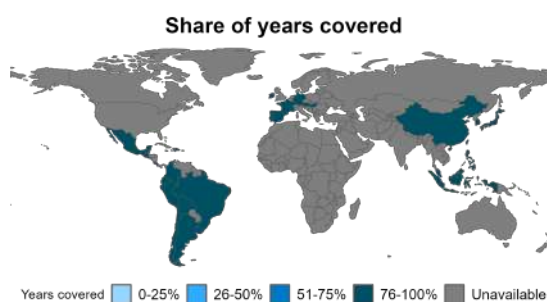 Share of years covered
Years covered 0-25% 26-50% 51-75% 76-100% Unavailable